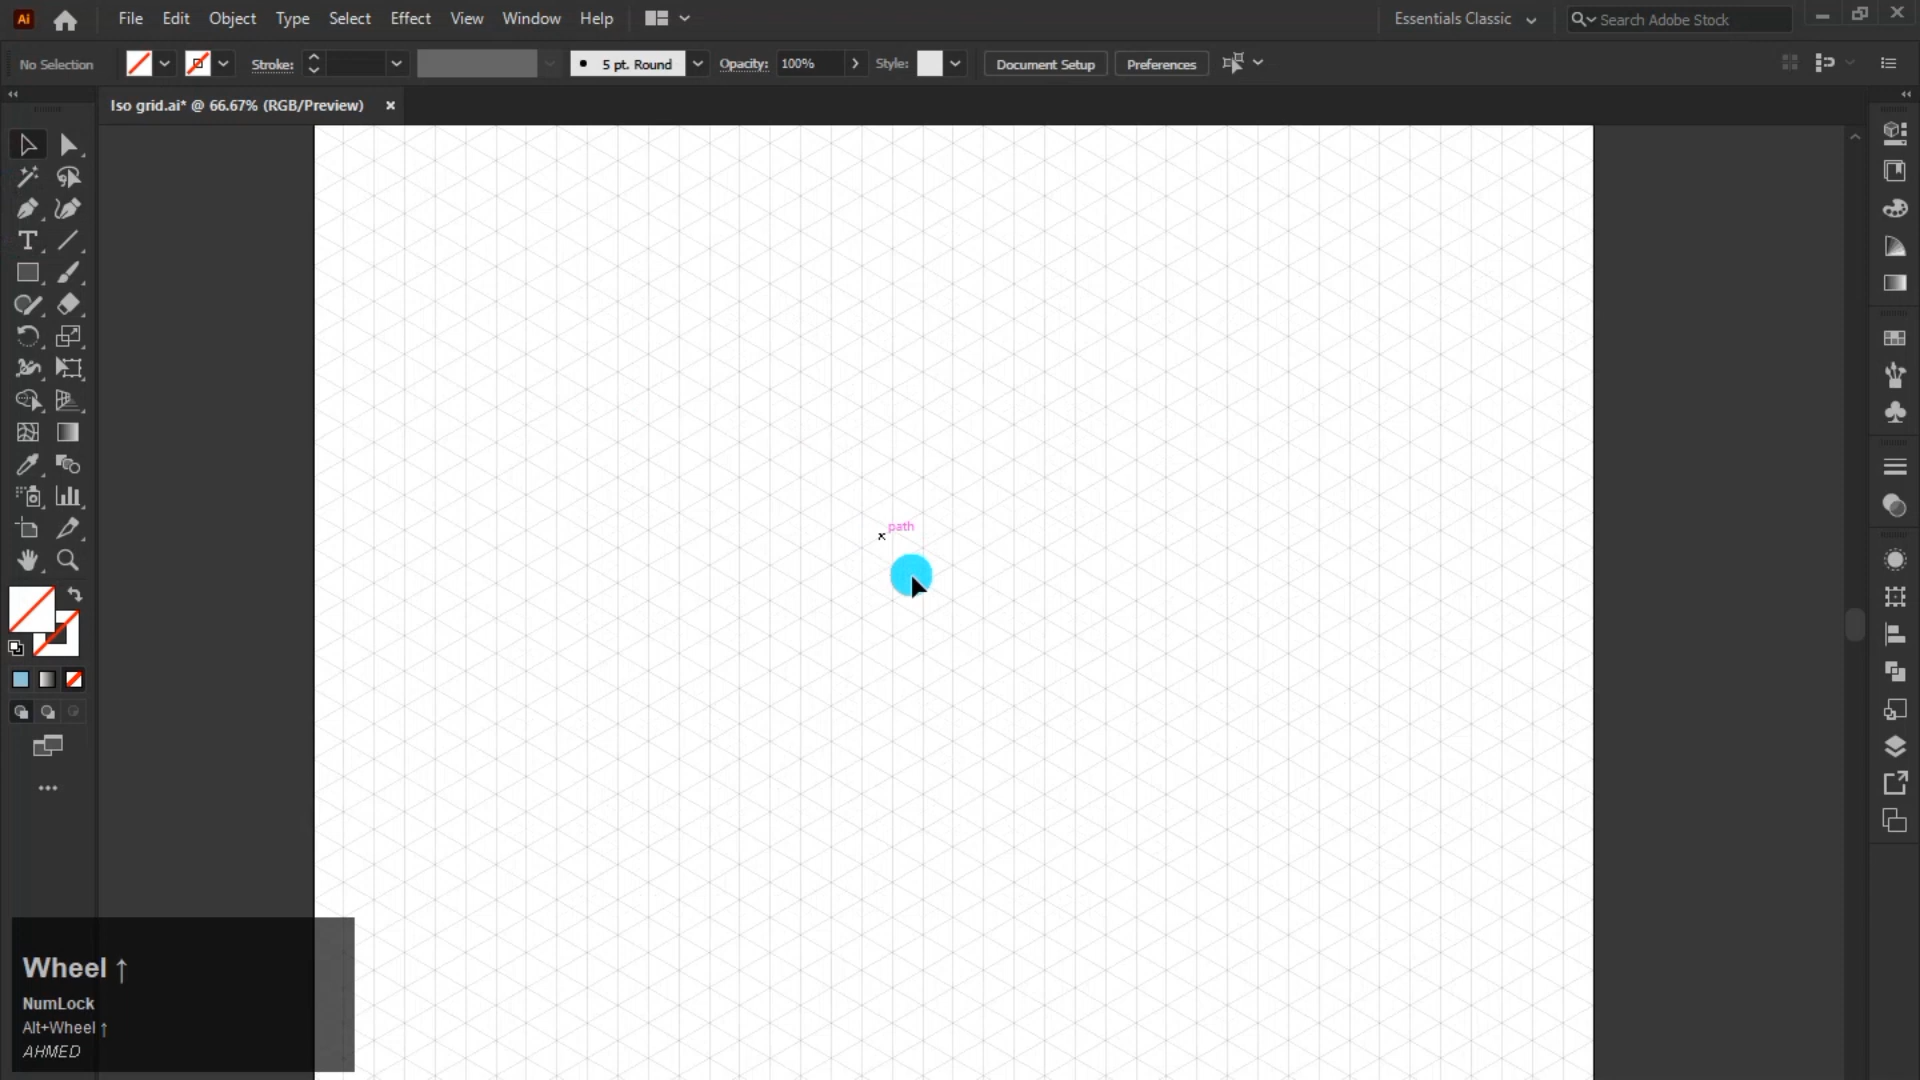 Ai File Edit Object Type Select Effect View Window Help Essentials Classic Search Adobe Stock
No Selection Stroke: 5 pt. Round Opacity: 100% Style: Document Setup Preferences
Iso grid.ai* @ 66.67% (RGB/Preview)
path
Wheel ↑
NumLock
Alt+Wheel ↑
AHMED